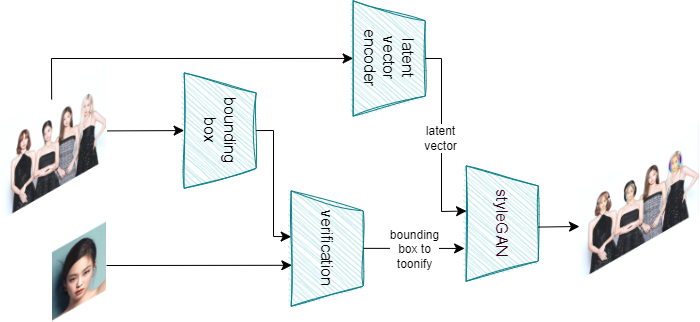 latent
vector
encoder
bounding
box
latent
vector
verification
bounding
box to
toonify
styleGAN